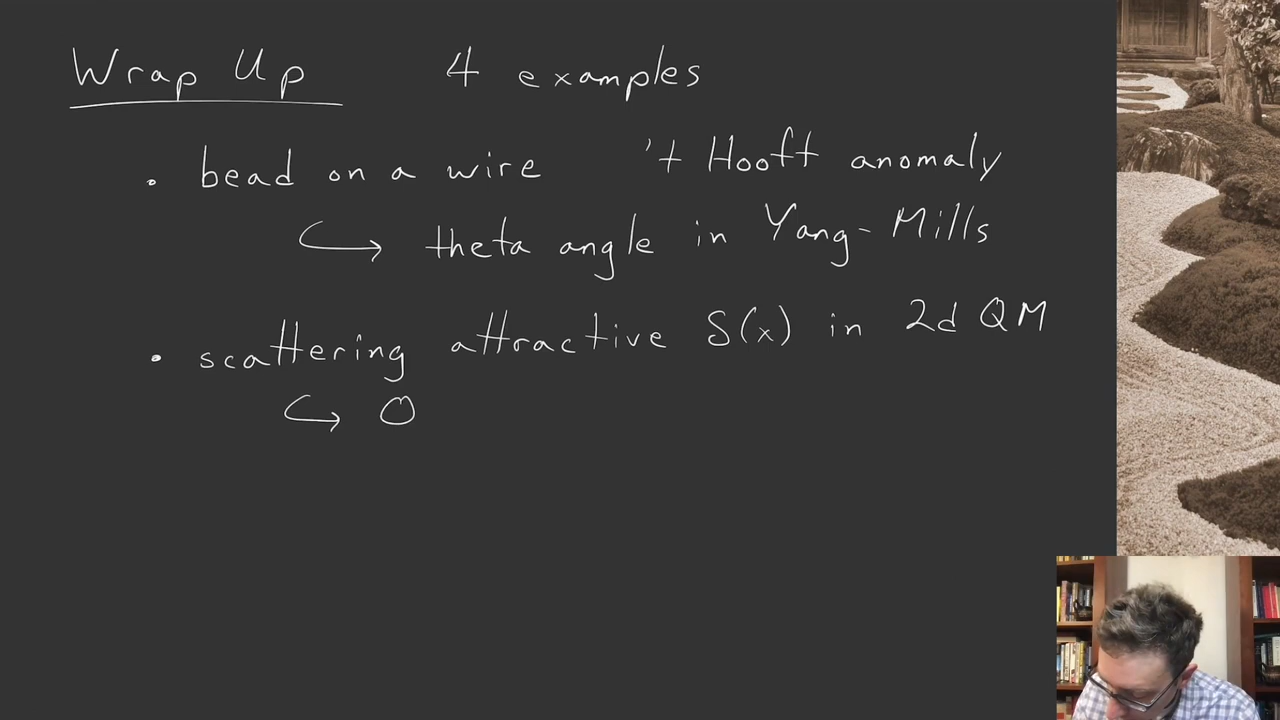 Wrap Up 4 examples
• bead on a wire 't Hooft anomaly
↪ theta angle in Yang-Mills
• scattering attractive δ(x) in 2d QM
↪ O